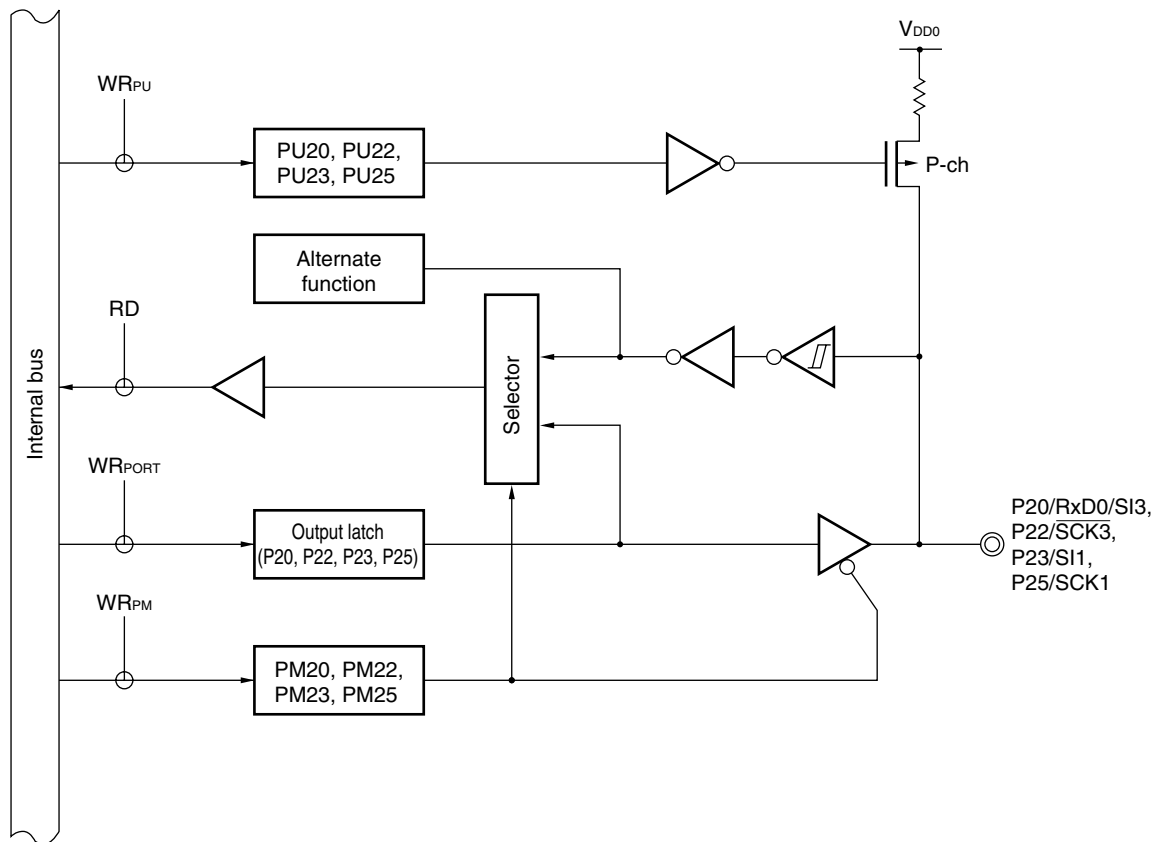 VDD0
WRPU
PU20, PU22,
PU23, PU25
P-ch
Alternate
function
RD
Selector
Internal bus
WRPORT
Output latch
(P20, P22, P23, P25)
P20/RxD0/SI3,
P22/S̅C̅K̅3̅,
P23/SI1,
P25/SCK1
WRPM
PM20, PM22,
PM23, PM25